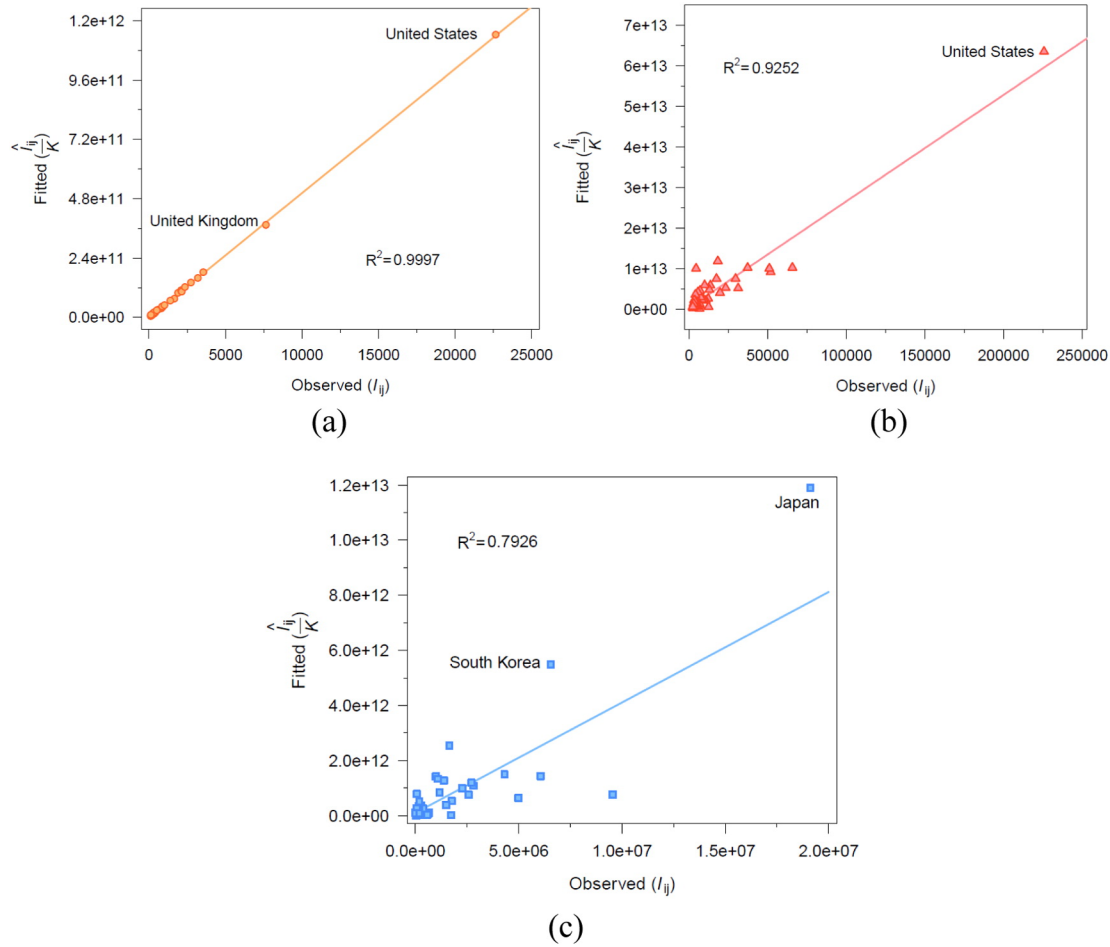 1.2e+12
9.6e+11
7.2e+11
4.8e+11
2.4e+11
0.0e+00
Fitted (Î_ij/K)
United States
United Kingdom
R²=0.9997
0 5000 10000 15000 20000 25000
Observed (I_ij)
(a)
7e+13
6e+13
5e+13
4e+13
3e+13
2e+13
1e+13
0e+00
Fitted (Î_ij/K)
R²=0.9252
United States
0 50000 100000 150000 200000 250000
Observed (I_ij)
(b)
1.2e+13
1.0e+13
8.0e+12
6.0e+12
4.0e+12
2.0e+12
0.0e+00
Fitted (Î_ij/K)
Japan
R²=0.7926
South Korea
0.0e+00 5.0e+06 1.0e+07 1.5e+07 2.0e+07
Observed (I_ij)
(c)